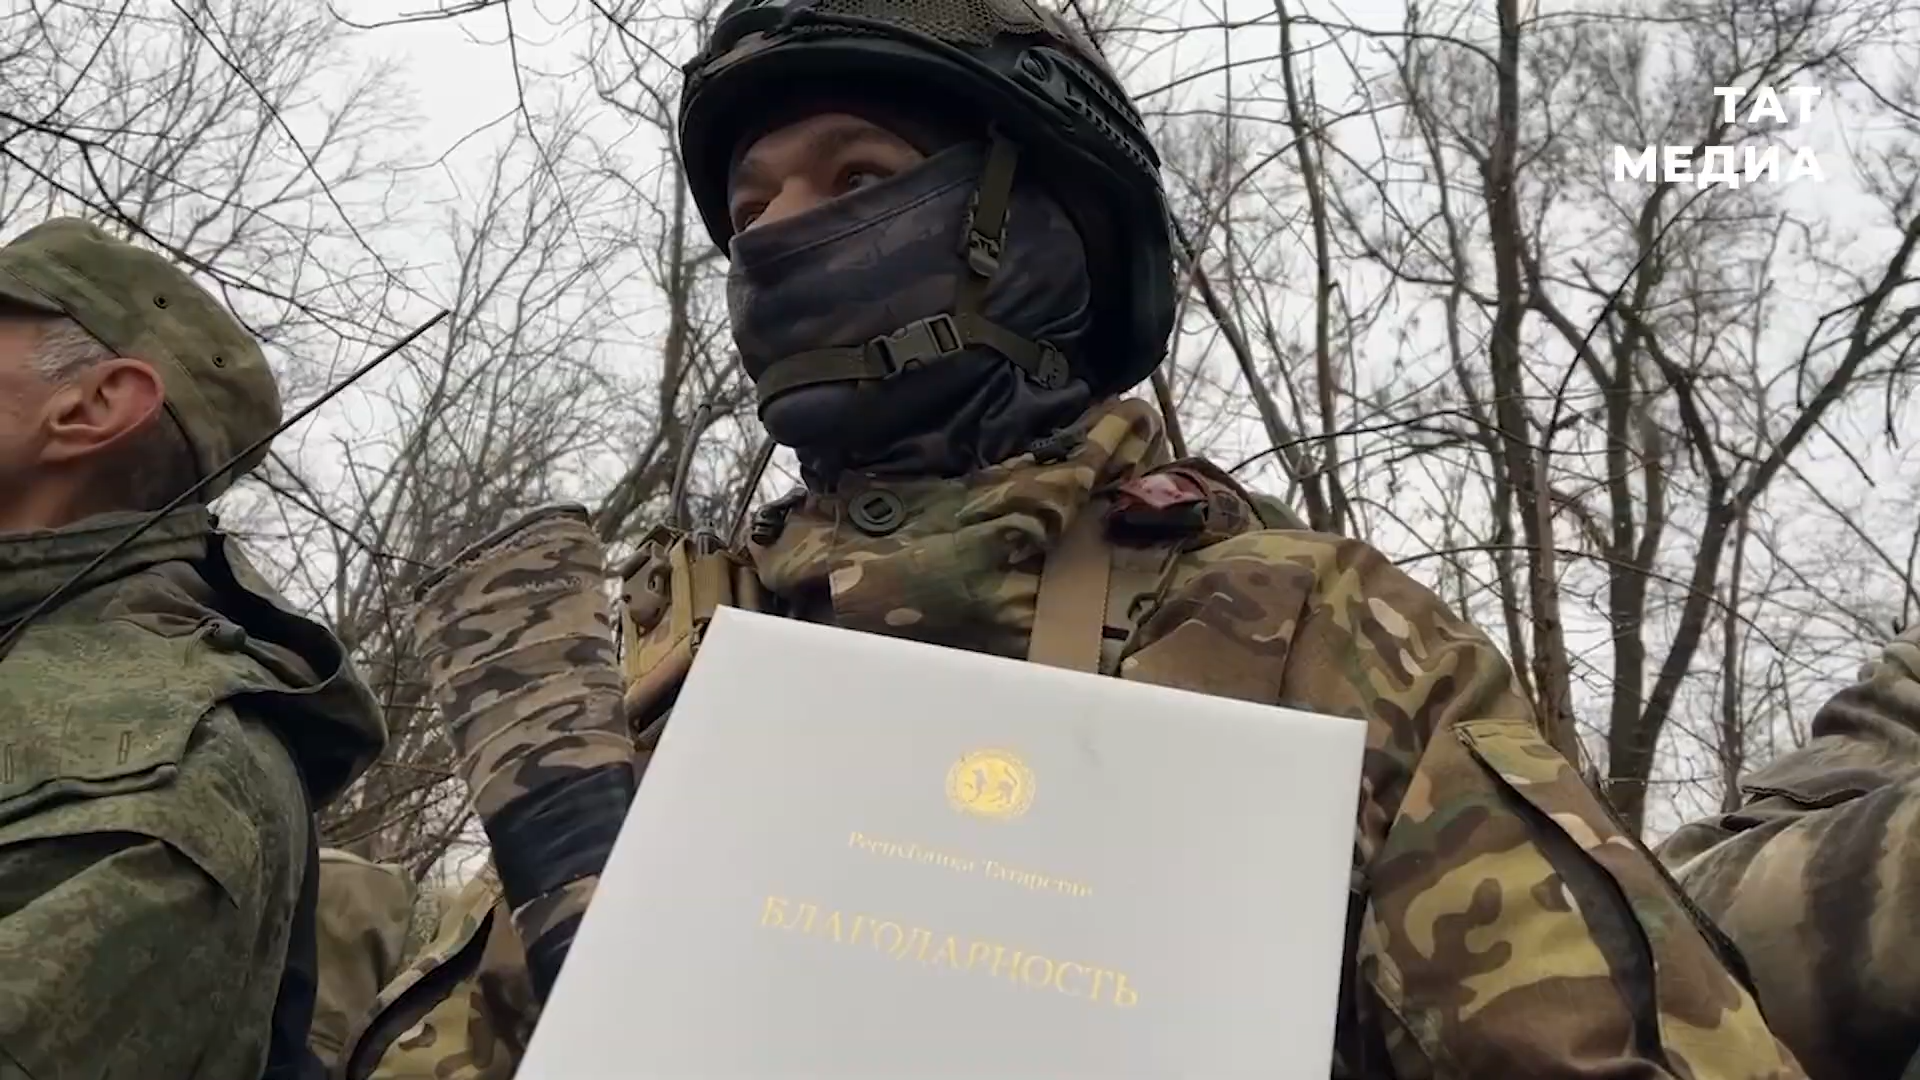 ТАТ
МЕДИА
Республика Татарстан
БЛАГОДАРНОСТЬ